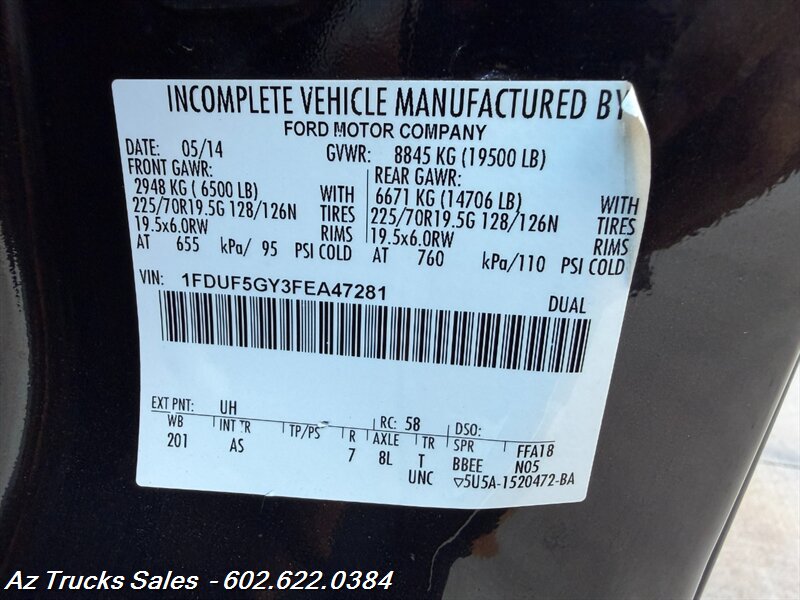 INCOMPLETE VEHICLE MANUFACTURED BY
FORD MOTOR COMPANY
DATE: 05/14 GVWR: 8845 KG (19500 LB)
FRONT GAWR: REAR GAWR:
2948 KG ( 6500 LB) WITH 6671 KG (14706 LB) WITH
225/70R19.5G 128/126N TIRES 225/70R19.5G 128/126N TIRES
19.5x6.0RW RIMS 19.5x6.0RW RIMS
AT 655 kPa/ 95 PSI COLD AT 760 kPa/110 PSI COLD
VIN: 1FDUF5GY3FEA47281 DUAL
EXT PNT: UH RC: 58 DSO:
WB INT TR TP/PS R AXLE TR SPR FFA18
201 AS 7 8L T BBEE N05
UNC ▽5U5A-1520472-BA
Az Trucks Sales - 602.622.0384